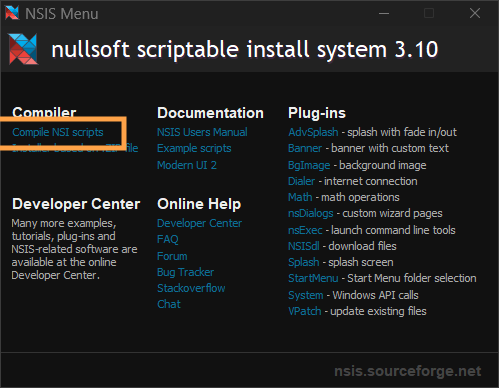 NSIS Menu
nullsoft scriptable install system 3.10
Compiler
Compile NSI scripts
Installer based on ZIP file
Developer Center
Many more examples,
tutorials, plug-ins and
NSIS-related software are
available at the online
Developer Center.
Documentation
NSIS Users Manual
Example scripts
Modern UI 2
Online Help
Developer Center
FAQ
Forum
Bug Tracker
Stackoverflow
Chat
Plug-ins
AdvSplash - splash with fade in/out
Banner - banner with custom text
BgImage - background image
Dialer - internet connection
Math - math operations
nsDialogs - custom wizard pages
nsExec - launch command line tools
NSISdl - download files
Splash - splash screen
StartMenu - Start Menu folder selection
System - Windows API calls
VPatch - update existing files
nsis.sourceforge.net